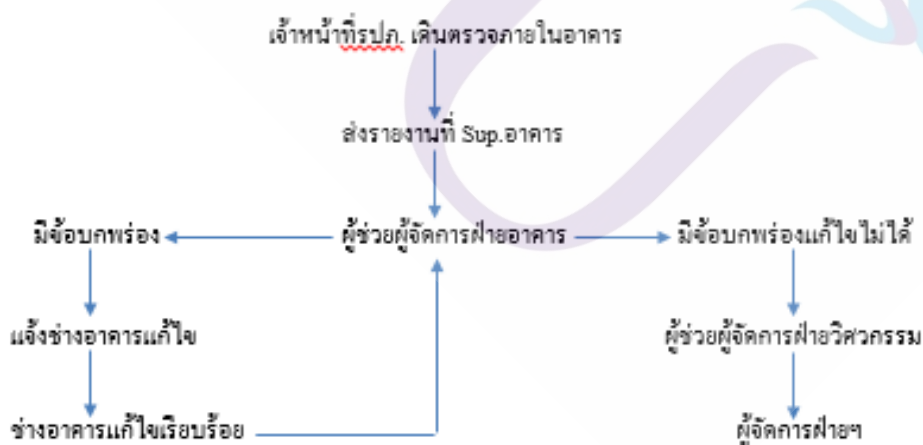 เจ้าหน้าที่รปภ. เดินตรวจภายในอาคาร
ส่งรายงานที่ Sup.อาคาร
มีข้อบกพร่อง ผู้ช่วยผู้จัดการฝ่ายอาคาร มีข้อบกพร่องแก้ไขไม่ได้
แจ้งช่างอาคารแก้ไข ผู้ช่วยผู้จัดการฝ่ายวิศวกรรม
ช่างอาคารแก้ไขเรียบร้อย ผู้จัดการฝ่ายฯ